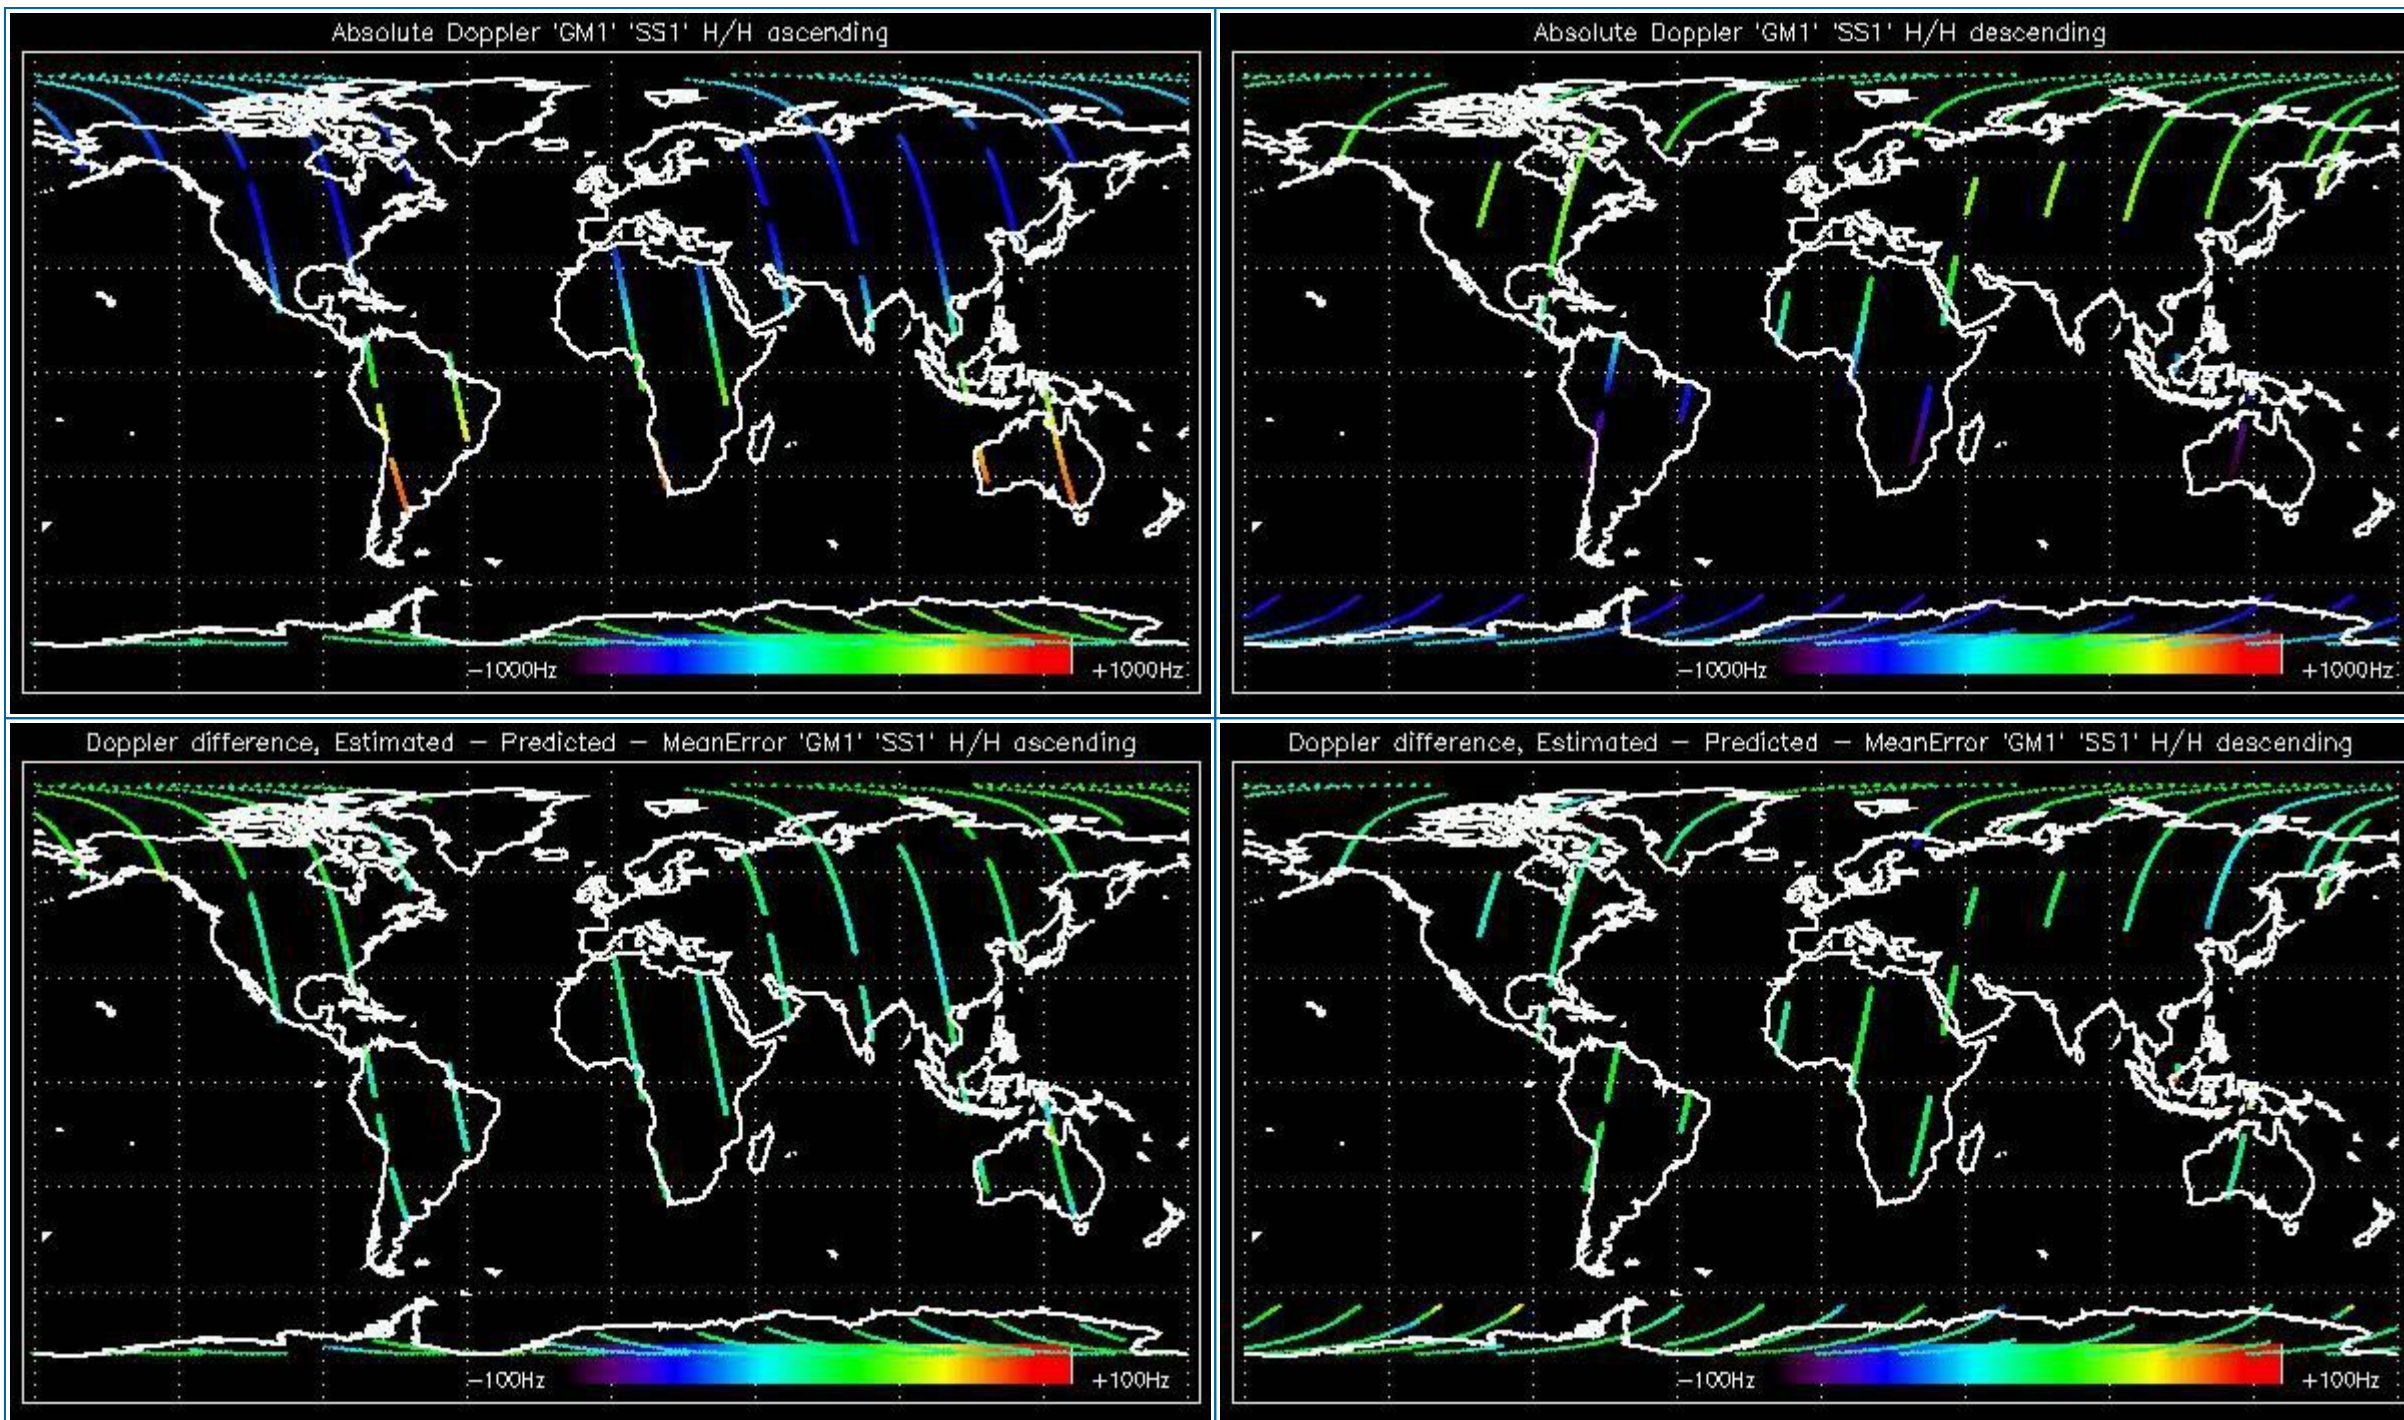 Absolute Doppler 'GM1' 'SS1' H/H ascending
-1000Hz
+1000Hz
Absolute Doppler 'GM1' 'SS1' H/H descending
-1000Hz
+1000Hz
Doppler difference, Estimated - Predicted - MeanError 'GM1' 'SS1' H/H ascending
-100Hz
+100Hz
Doppler difference, Estimated - Predicted - MeanError 'GM1' 'SS1' H/H descending
-100Hz
+100Hz